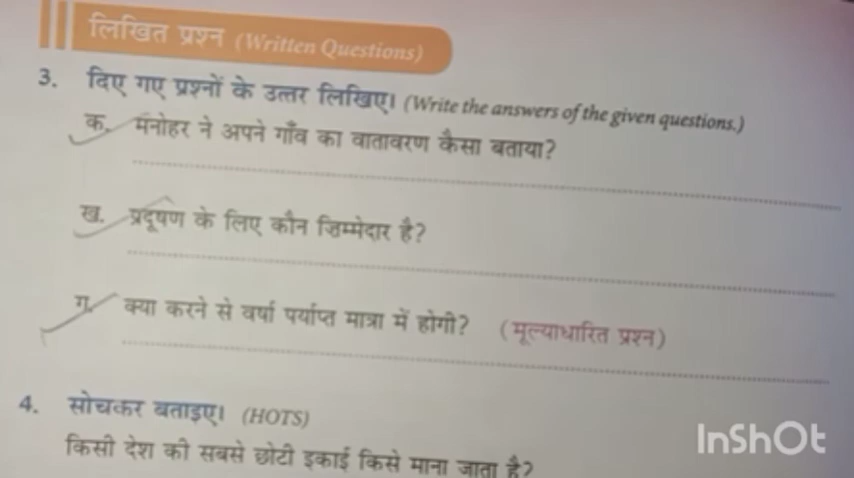 लिखित प्रश्न (Written Questions)
3. दिए गए प्रश्नों के उत्तर लिखिए। (Write the answers of the given questions.)
क. मनोहर ने अपने गाँव का वातावरण कैसा बताया?
ख. प्रदूषण के लिए कौन ज़िम्मेदार है?
ग. क्या करने से वर्षा पर्याप्त मात्रा में होगी? (मूल्याधारित प्रश्न)
4. सोचकर बताइए। (HOTS)
किसी देश की सबसे छोटी इकाई किसे माना जाता है?
InShOt